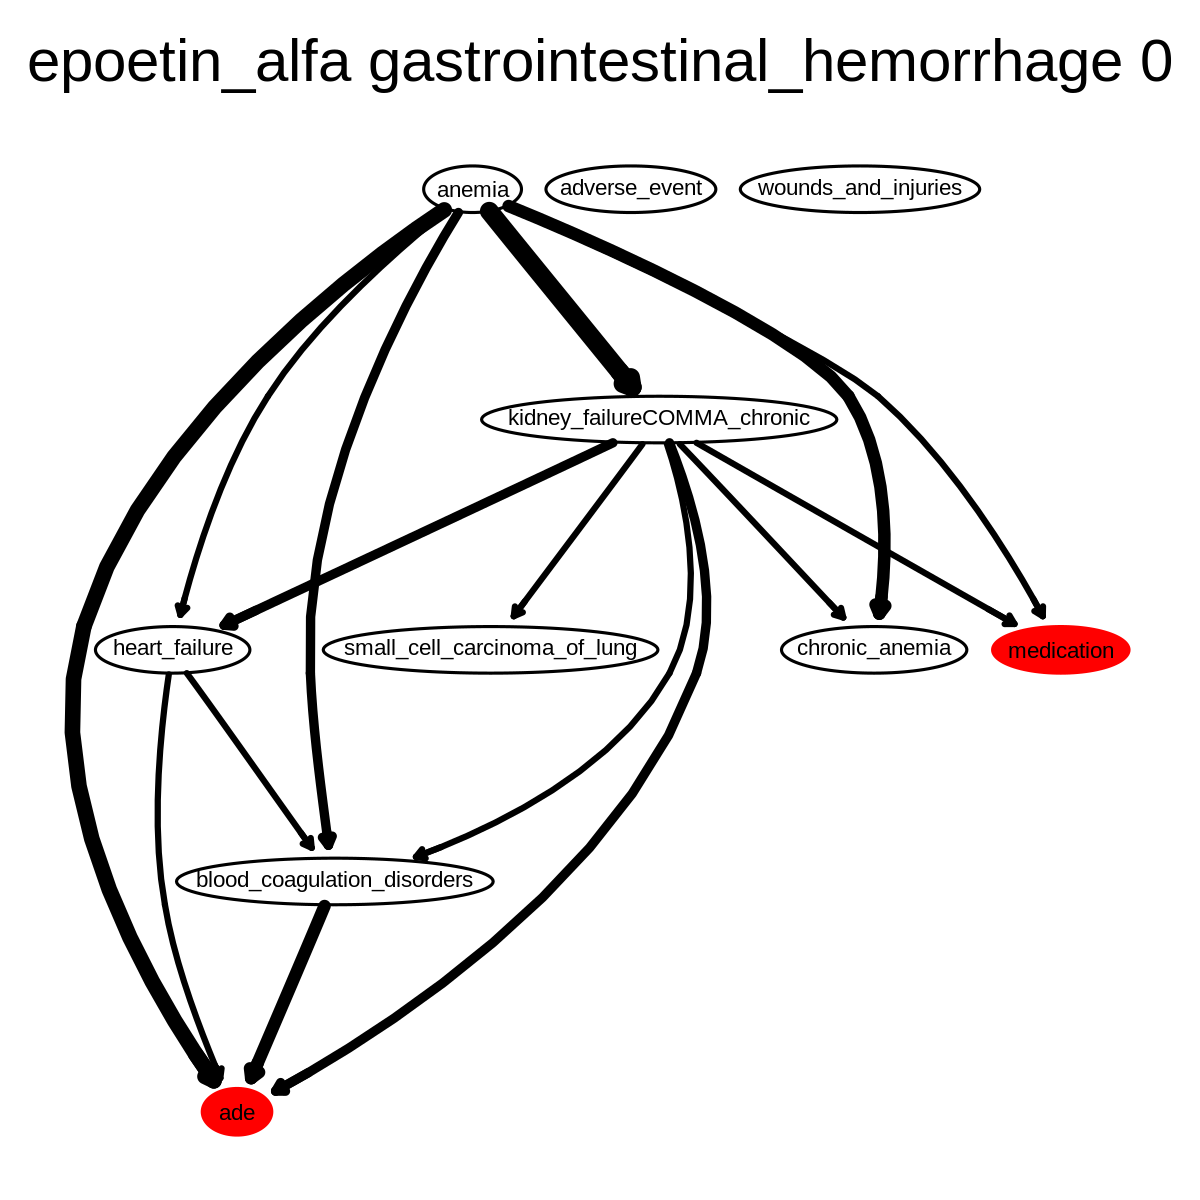 epoetin_alfa gastrointestinal_hemorrhage 0
anemia
adverse_event
wounds_and_injuries
kidney_failureCOMMA_chronic
heart_failure
small_cell_carcinoma_of_lung
chronic_anemia
medication
blood_coagulation_disorders
ade